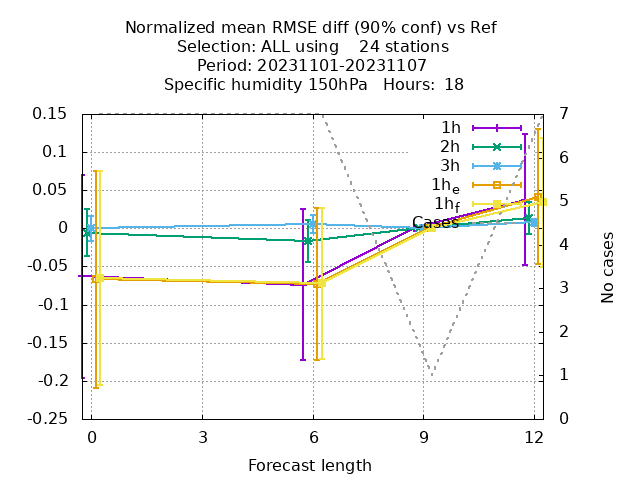 Normalized mean RMSE diff (90% conf) vs Ref
Selection: ALL using    24 stations
Period: 20231101-20231107
Specific humidity 150hPa   Hours:  18
0.15
0.1
0.05
0
-0.05
-0.1
-0.15
-0.2
-0.25
7
6
5
4
3
2
1
0
1h
2h
3h
1h_e
1h_f
Cases
No cases
0
3
6
9
12
Forecast length